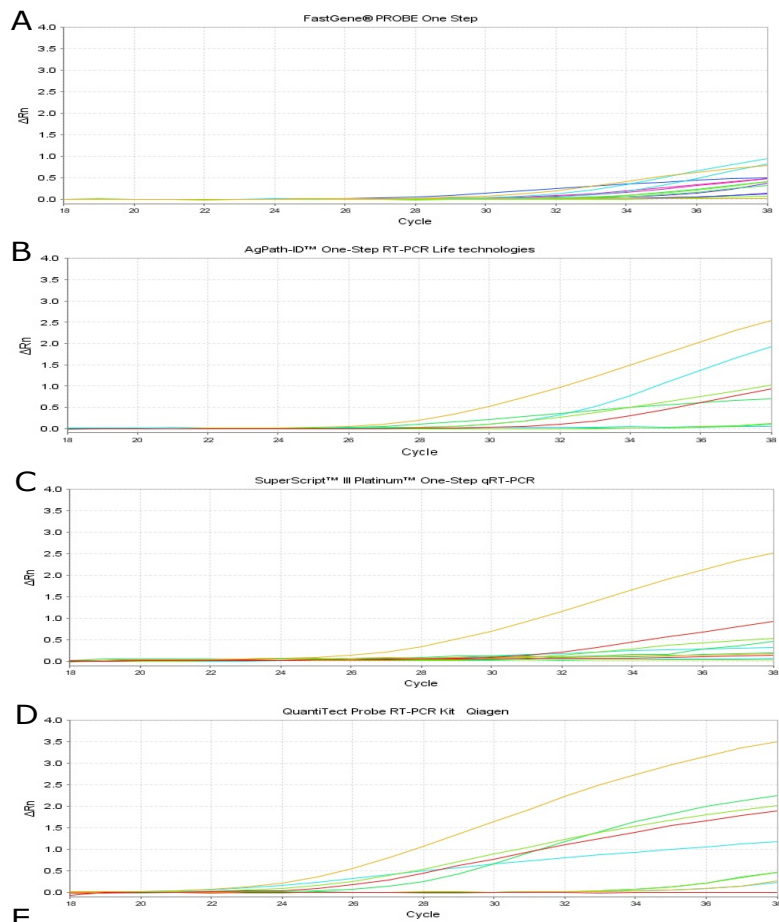 A
FastGene® PROBE One Step
4.0
3.5
3.0
2.5
2.0
1.5
1.0
0.5
0.0
ΔRn
18 20 22 24 26 28 30 32 34 36 38
Cycle
B
AgPath-ID™ One-Step RT-PCR Life technologies
4.0
3.5
3.0
2.5
2.0
1.5
1.0
0.5
0.0
ΔRn
18 20 22 24 26 28 30 32 34 36 38
Cycle
C
SuperScript™ III Platinum™ One-Step qRT-PCR
4.0
3.5
3.0
2.5
2.0
1.5
1.0
0.5
0.0
ΔRn
18 20 22 24 26 28 30 32 34 36 38
Cycle
D
QuantiTect Probe RT-PCR Kit Qiagen
4.0
3.5
3.0
2.5
2.0
1.5
1.0
0.5
0.0
ΔRn
18 20 22 24 26 28 30 32 34 36 38
Cycle
E